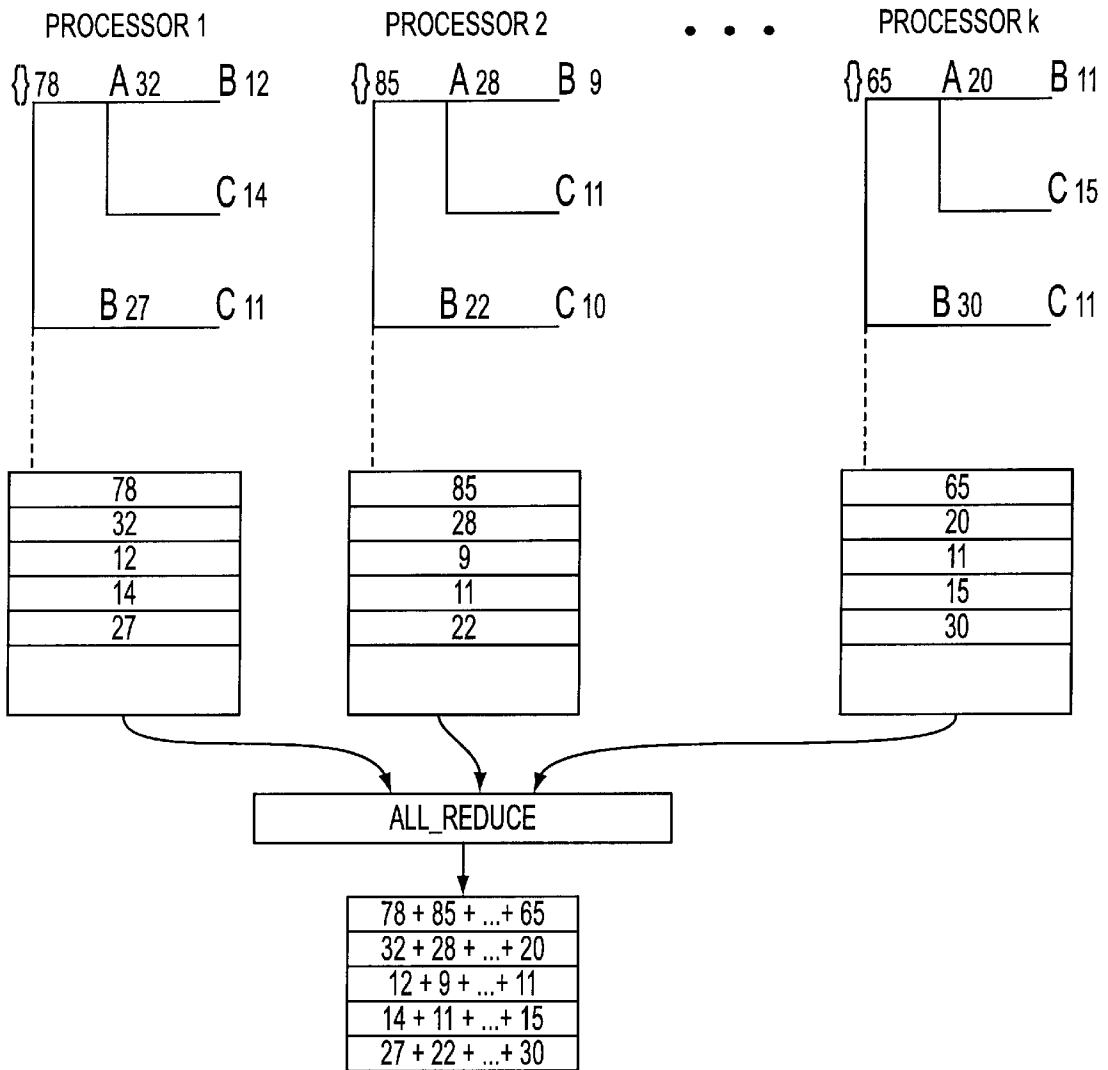 PROCESSOR 1 PROCESSOR 2 • • • PROCESSOR k
{} 78 A 32 B 12 {} 85 A 28 B 9 {} 65 A 20 B 11
C 14 C 11 C 15
B 27 C 11 B 22 C 10 B 30 C 11
78 85 65
32 28 20
12 9 11
14 11 15
27 22 30
ALL_REDUCE
78 + 85 + ...+ 65
32 + 28 + ...+ 20
12 + 9 + ...+ 11
14 + 11 + ...+ 15
27 + 22 + ...+ 30